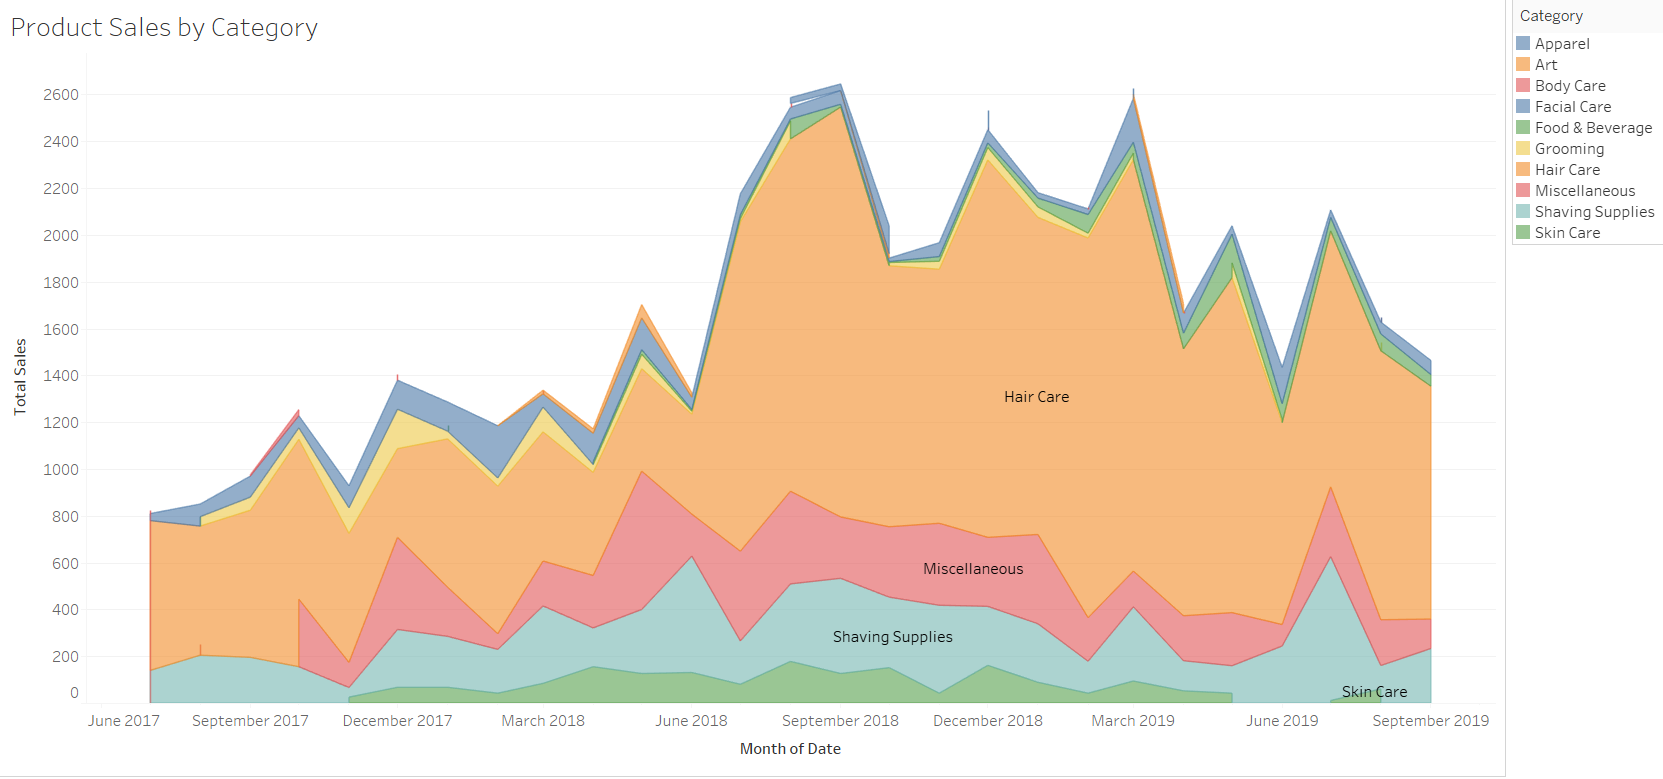 Product Sales by Category
Category
Apparel
Art
Body Care
Facial Care
Food & Beverage
Grooming
Hair Care
Miscellaneous
Shaving Supplies
Skin Care
Total Sales
2600
2400
2200
2000
1800
1600
1400
1200
1000
800
600
400
200
0
Hair Care
Miscellaneous
Shaving Supplies
Skin Care
June 2017 September 2017 December 2017 March 2018 June 2018 September 2018 December 2018 March 2019 June 2019 September 2019
Month of Date